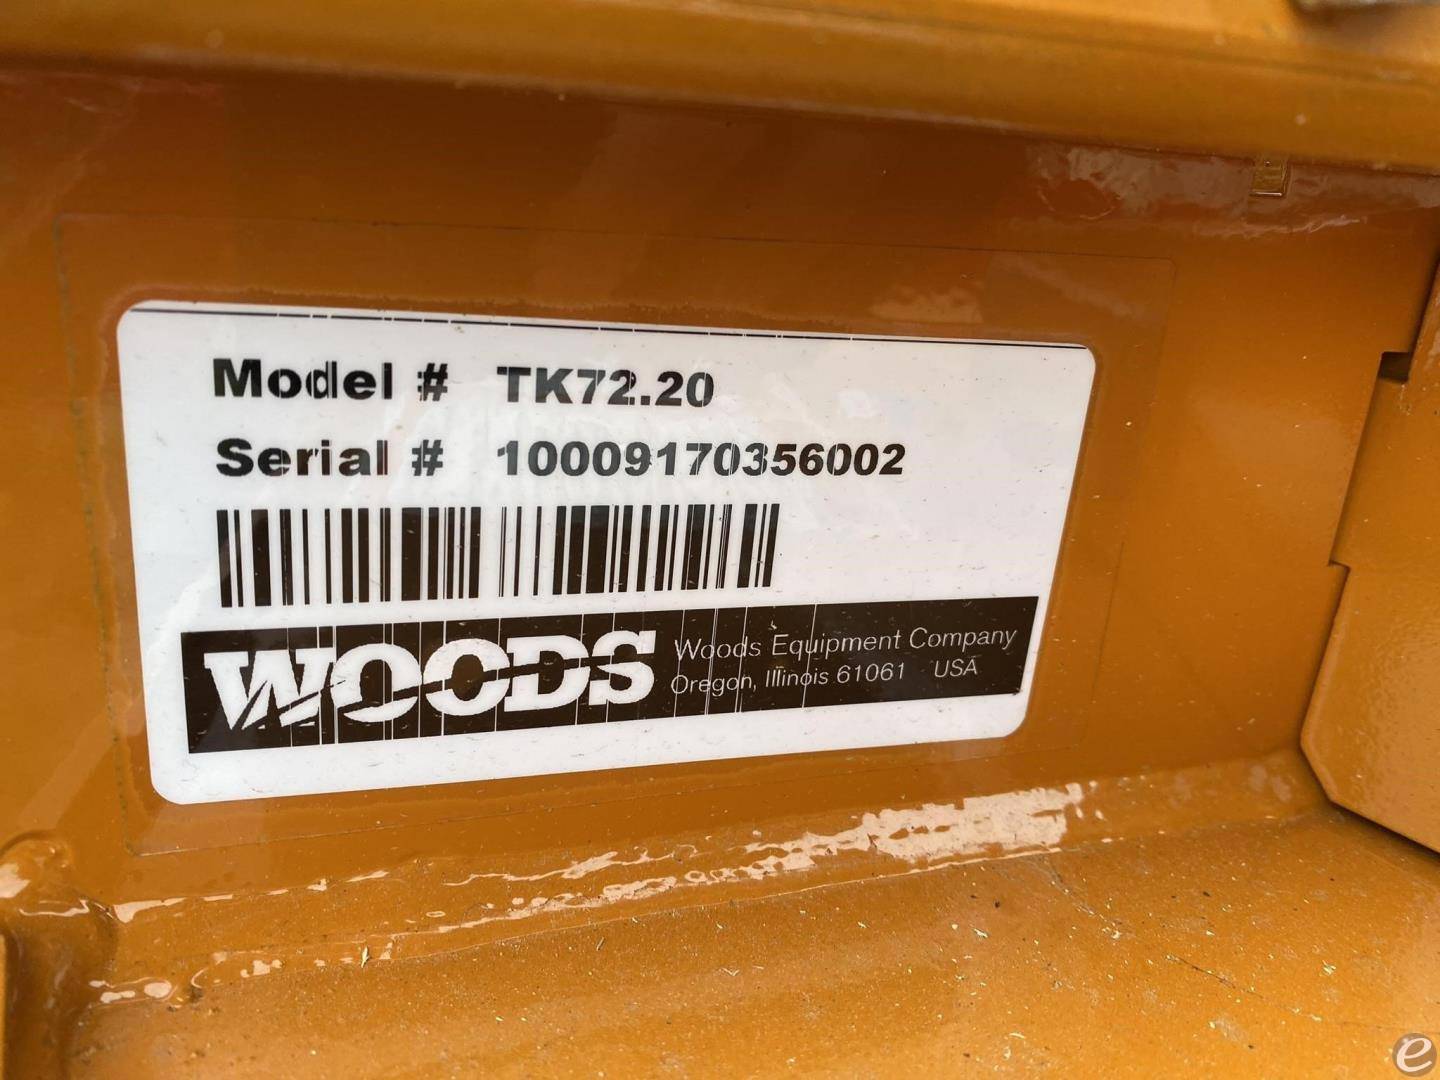 Model # TK72.20
Serial # 10009170356002
WOODS
Woods Equipment Company
Oregon, Illinois 61061 USA
e